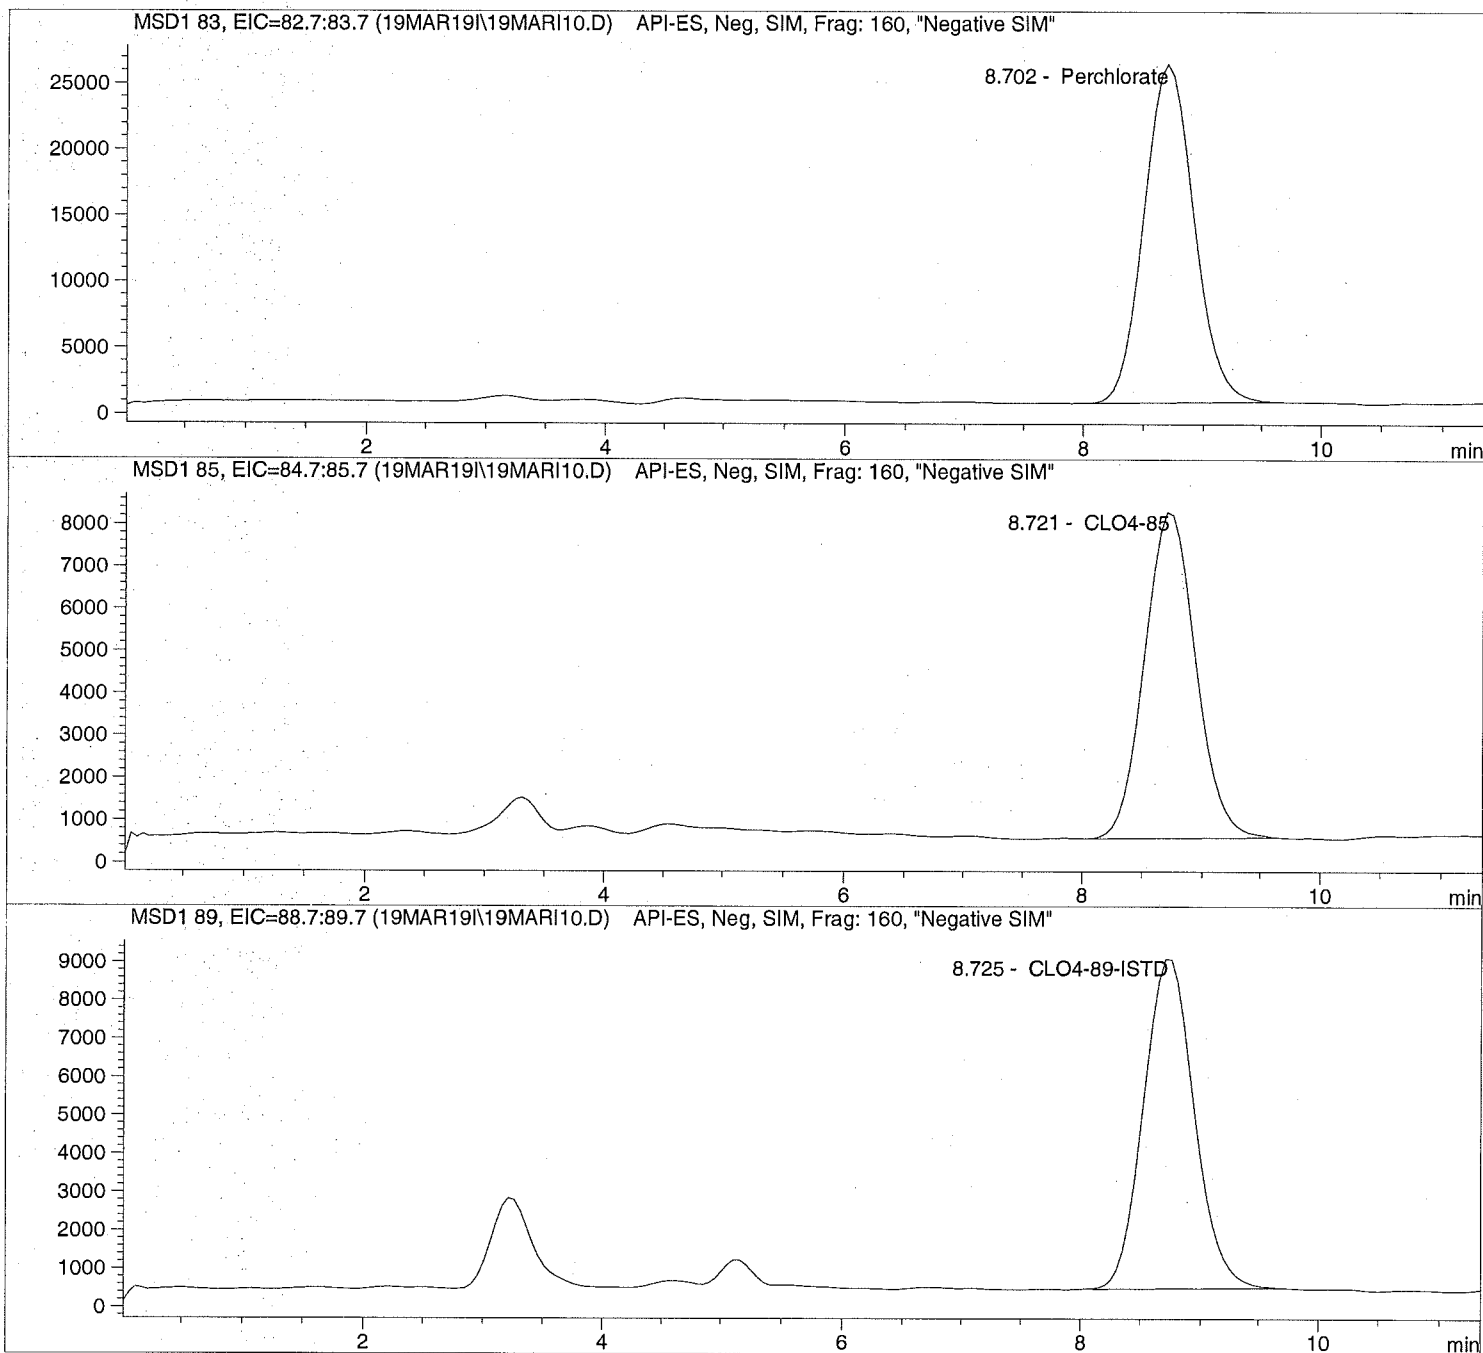 MSD1 83, EIC=82.7:83.7 (19MAR19I\19MARI10.D) API-ES, Neg, SIM, Frag: 160, "Negative SIM"
8.702 - Perchlorate
25000
20000
15000
10000
5000
0
2 4 6 8 10 min
MSD1 85, EIC=84.7:85.7 (19MAR19I\19MARI10.D) API-ES, Neg, SIM, Frag: 160, "Negative SIM"
8.721 - CLO4-85
8000
7000
6000
5000
4000
3000
2000
1000
0
2 4 6 8 10 min
MSD1 89, EIC=88.7:89.7 (19MAR19I\19MARI10.D) API-ES, Neg, SIM, Frag: 160, "Negative SIM"
8.725 - CLO4-89-ISTD
9000
8000
7000
6000
5000
4000
3000
2000
1000
0
2 4 6 8 10 min